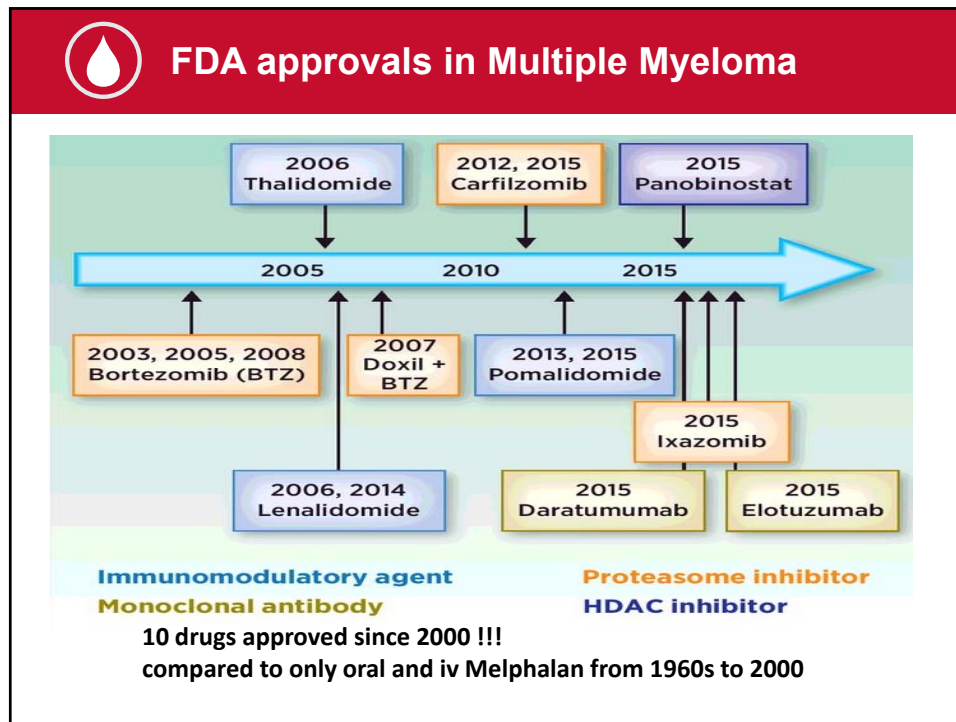 FDA approvals in Multiple Myeloma
2006
Thalidomide
2012, 2015
Carfilzomib
2015
Panobinostat
2005
2010
2015
2003, 2005, 2008
Bortezomib (BTZ)
2007
Doxil +
BTZ
2013, 2015
Pomalidomide
2015
Ixazomib
2006, 2014
Lenalidomide
2015
Daratumumab
2015
Elotuzumab
Immunomodulatory agent
Proteasome inhibitor
Monoclonal antibody
HDAC inhibitor
10 drugs approved since 2000 !!!
compared to only oral and iv Melphalan from 1960s to 2000